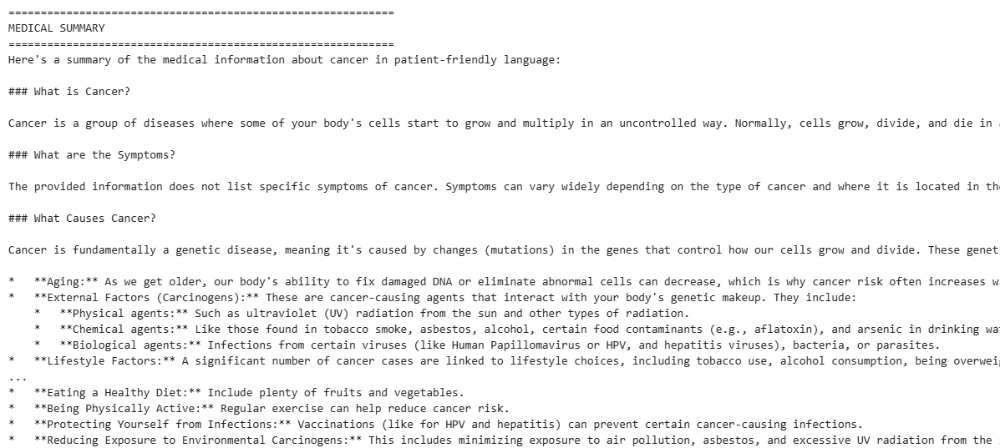 ============================================================
MEDICAL SUMMARY
============================================================
Here's a summary of the medical information about cancer in patient-friendly language:
### What is Cancer?
Cancer is a group of diseases where some of your body's cells start to grow and multiply in an uncontrolled way. Normally, cells grow, divide, and die in
### What are the Symptoms?
The provided information does not list specific symptoms of cancer. Symptoms can vary widely depending on the type of cancer and where it is located in
### What Causes Cancer?
Cancer is fundamentally a genetic disease, meaning it's caused by changes (mutations) in the genes that control how our cells grow and divide. These
*   **Aging:** As we get older, our body's ability to fix damaged DNA or eliminate abnormal cells can decrease, which is why cancer risk often increases
*   **External Factors (Carcinogens):** These are cancer-causing agents that interact with your body's genetic makeup. They include:
    *   **Physical agents:** Such as ultraviolet (UV) radiation from the sun and other types of radiation.
    *   **Chemical agents:** Like those found in tobacco smoke, asbestos, alcohol, certain food contaminants (e.g., aflatoxin), and arsenic in drinking
    *   **Biological agents:** Infections from certain viruses (like Human Papillomavirus or HPV, and hepatitis viruses), bacteria, or parasites.
*   **Lifestyle Factors:** A significant number of cancer cases are linked to lifestyle choices, including tobacco use, alcohol consumption, being
...
*   **Eating a Healthy Diet:** Include plenty of fruits and vegetables.
*   **Being Physically Active:** Regular exercise can help reduce cancer risk.
*   **Protecting Yourself from Infections:** Vaccinations (like for HPV and hepatitis) can prevent certain cancer-causing infections.
*   **Reducing Exposure to Environmental Carcinogens:** This includes minimizing exposure to air pollution, asbestos, and excessive UV radiation from the